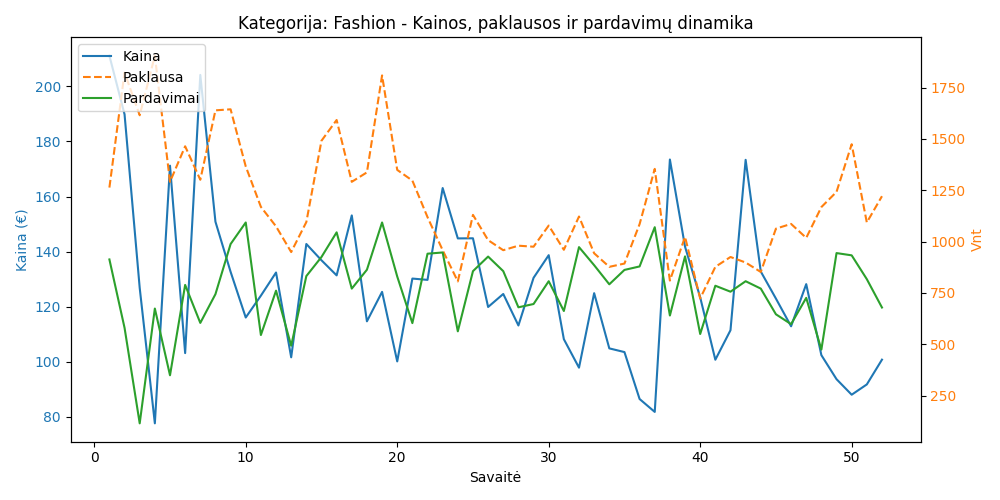 Kategorija: Fashion - Kainos, paklausos ir pardavimų dinamika
Kaina
Paklausa
Pardavimai
Kaina (€)
200
180
160
140
120
100
80
1750
1500
1250
1000
750
500
250
Vnt
0 10 20 30 40 50
Savaitė